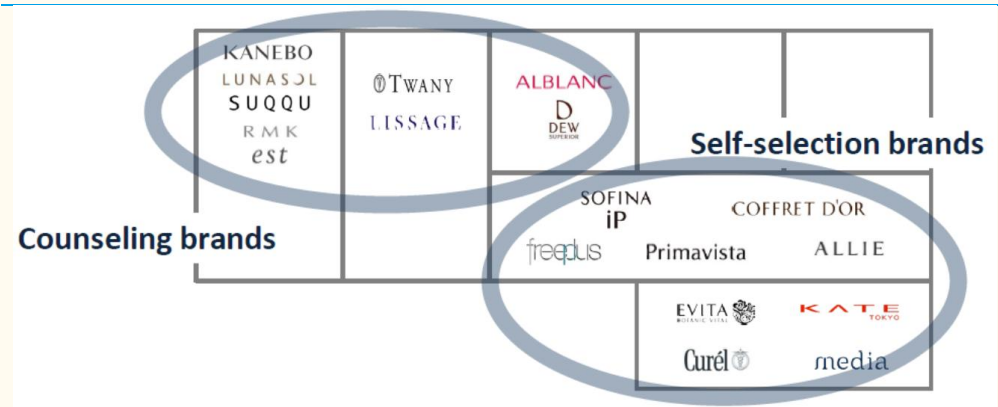 KANEBO
LUNASOL
SUQQU
RMK
est
TWANY
LISSAGE
ALBLANC
D
DEW
SUPERIOR
Self-selection brands
Counseling brands
SOFINA
iP
COFFRET D'OR
freeplus
Primavista
ALLIE
EVITA
BOTANIC VITAL
KATE
TOKYO
Curél
media